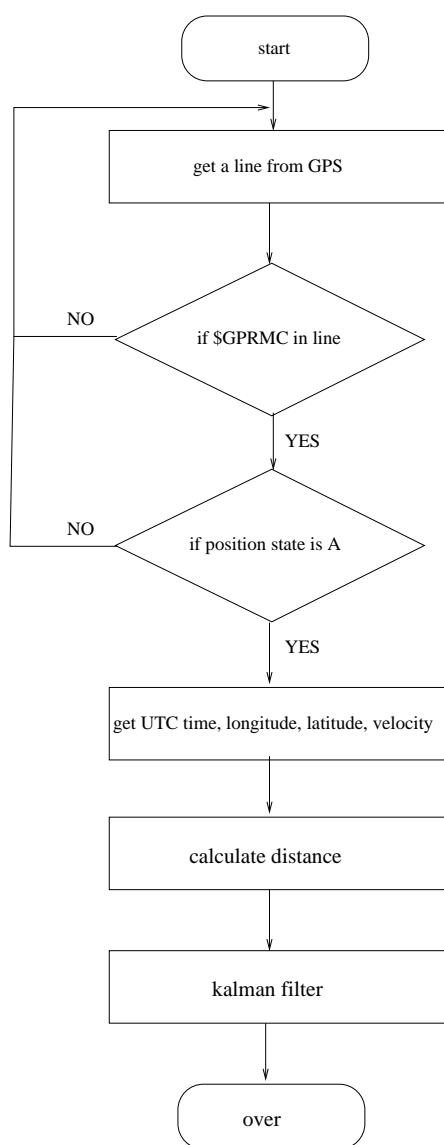 start
get a line from GPS
if $GPRMC in line
NO
YES
if position state is A
NO
YES
get UTC time, longitude, latitude, velocity
calculate distance
kalman filter
over